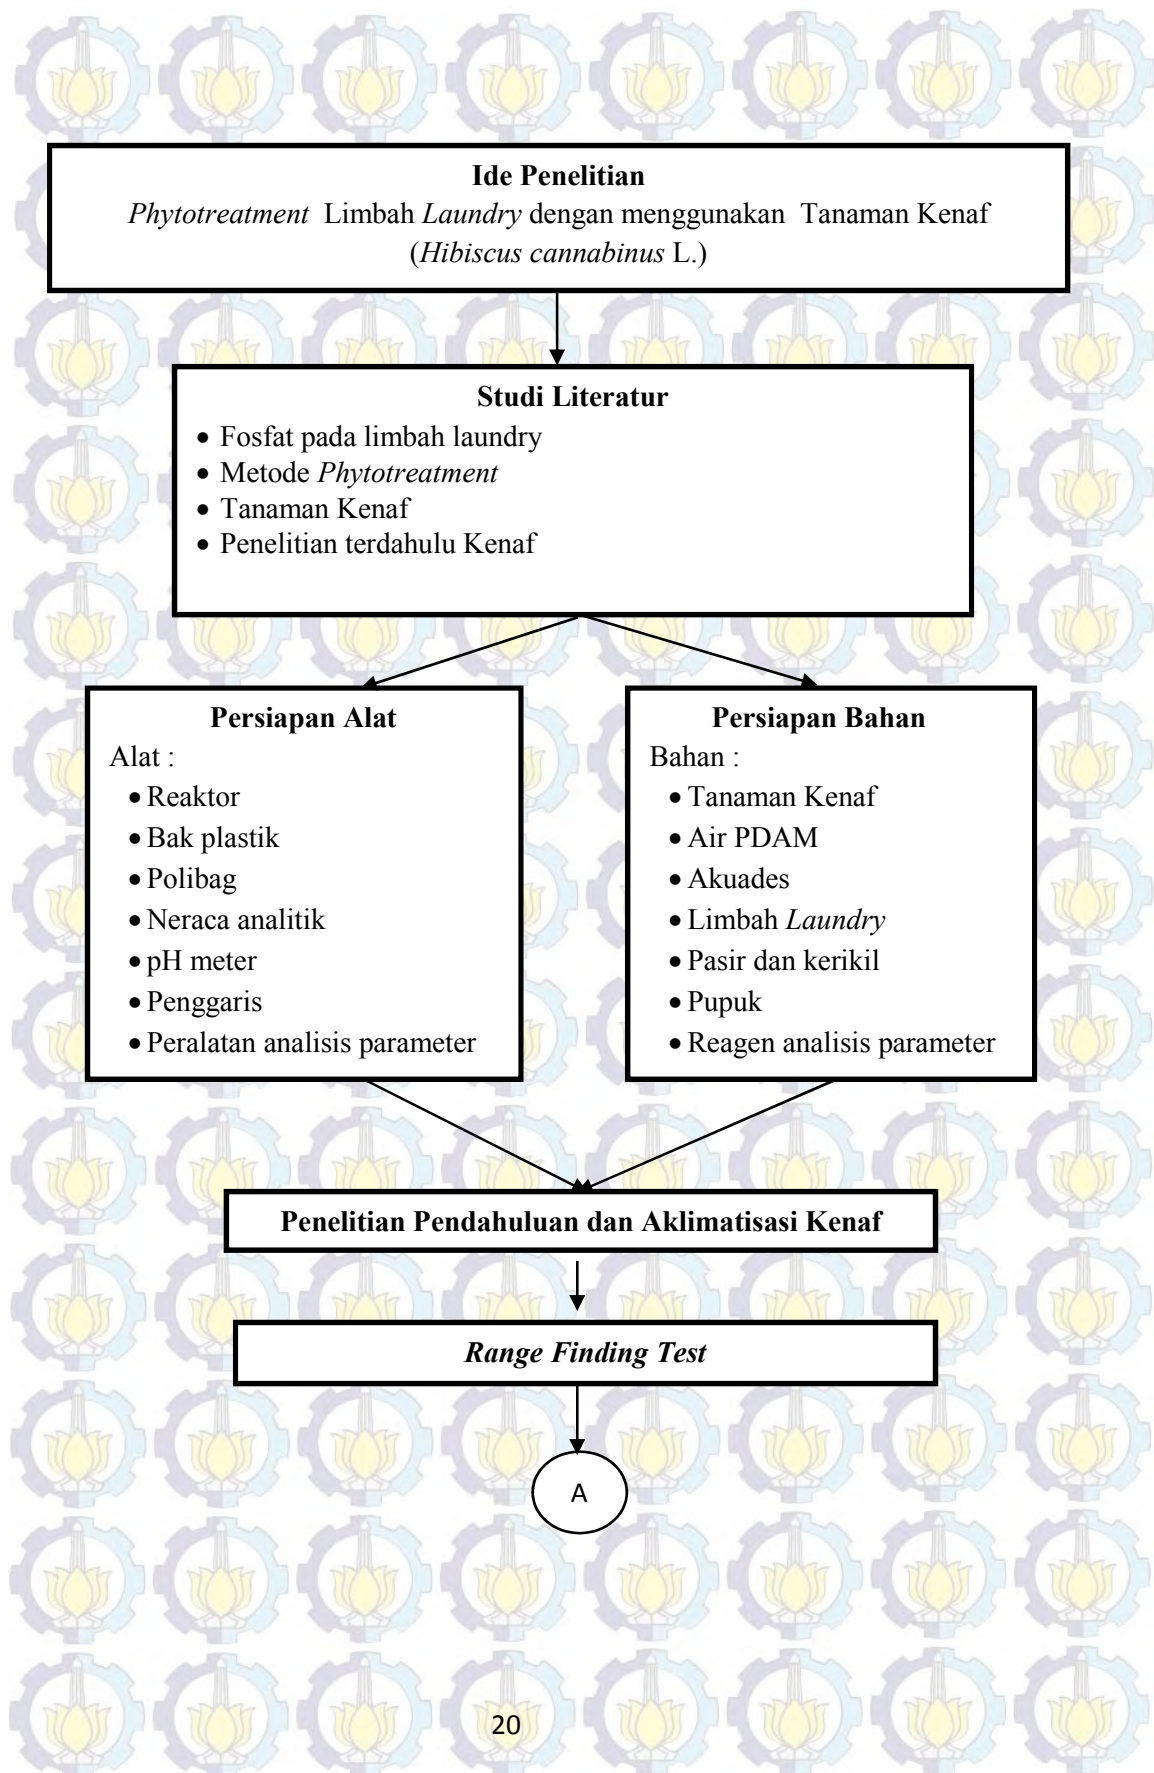 Ide Penelitian
Phytotreatment Limbah Laundry dengan menggunakan Tanaman Kenaf
(Hibiscus cannabinus L.)
Studi Literatur
• Fosfat pada limbah laundry
• Metode Phytotreatment
• Tanaman Kenaf
• Penelitian terdahulu Kenaf
Persiapan Alat
Alat :
• Reaktor
• Bak plastik
• Polibag
• Neraca analitik
• pH meter
• Penggaris
• Peralatan analisis parameter
Persiapan Bahan
Bahan :
• Tanaman Kenaf
• Air PDAM
• Akuades
• Limbah Laundry
• Pasir dan kerikil
• Pupuk
• Reagen analisis parameter
Penelitian Pendahuluan dan Aklimatisasi Kenaf
Range Finding Test
A
20